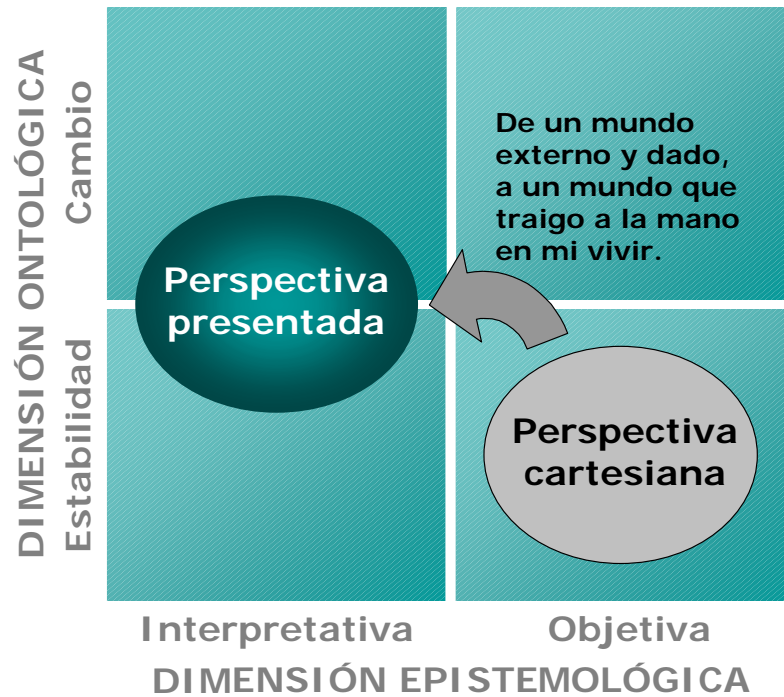 DIMENSIÓN ONTOLÓGICA
Cambio
Estabilidad
De un mundo
externo y dado,
a un mundo que
traigo a la mano
en mi vivir.
Perspectiva
presentada
Perspectiva
cartesiana
Interpretativa
Objetiva
DIMENSIÓN EPISTEMOLÓGICA